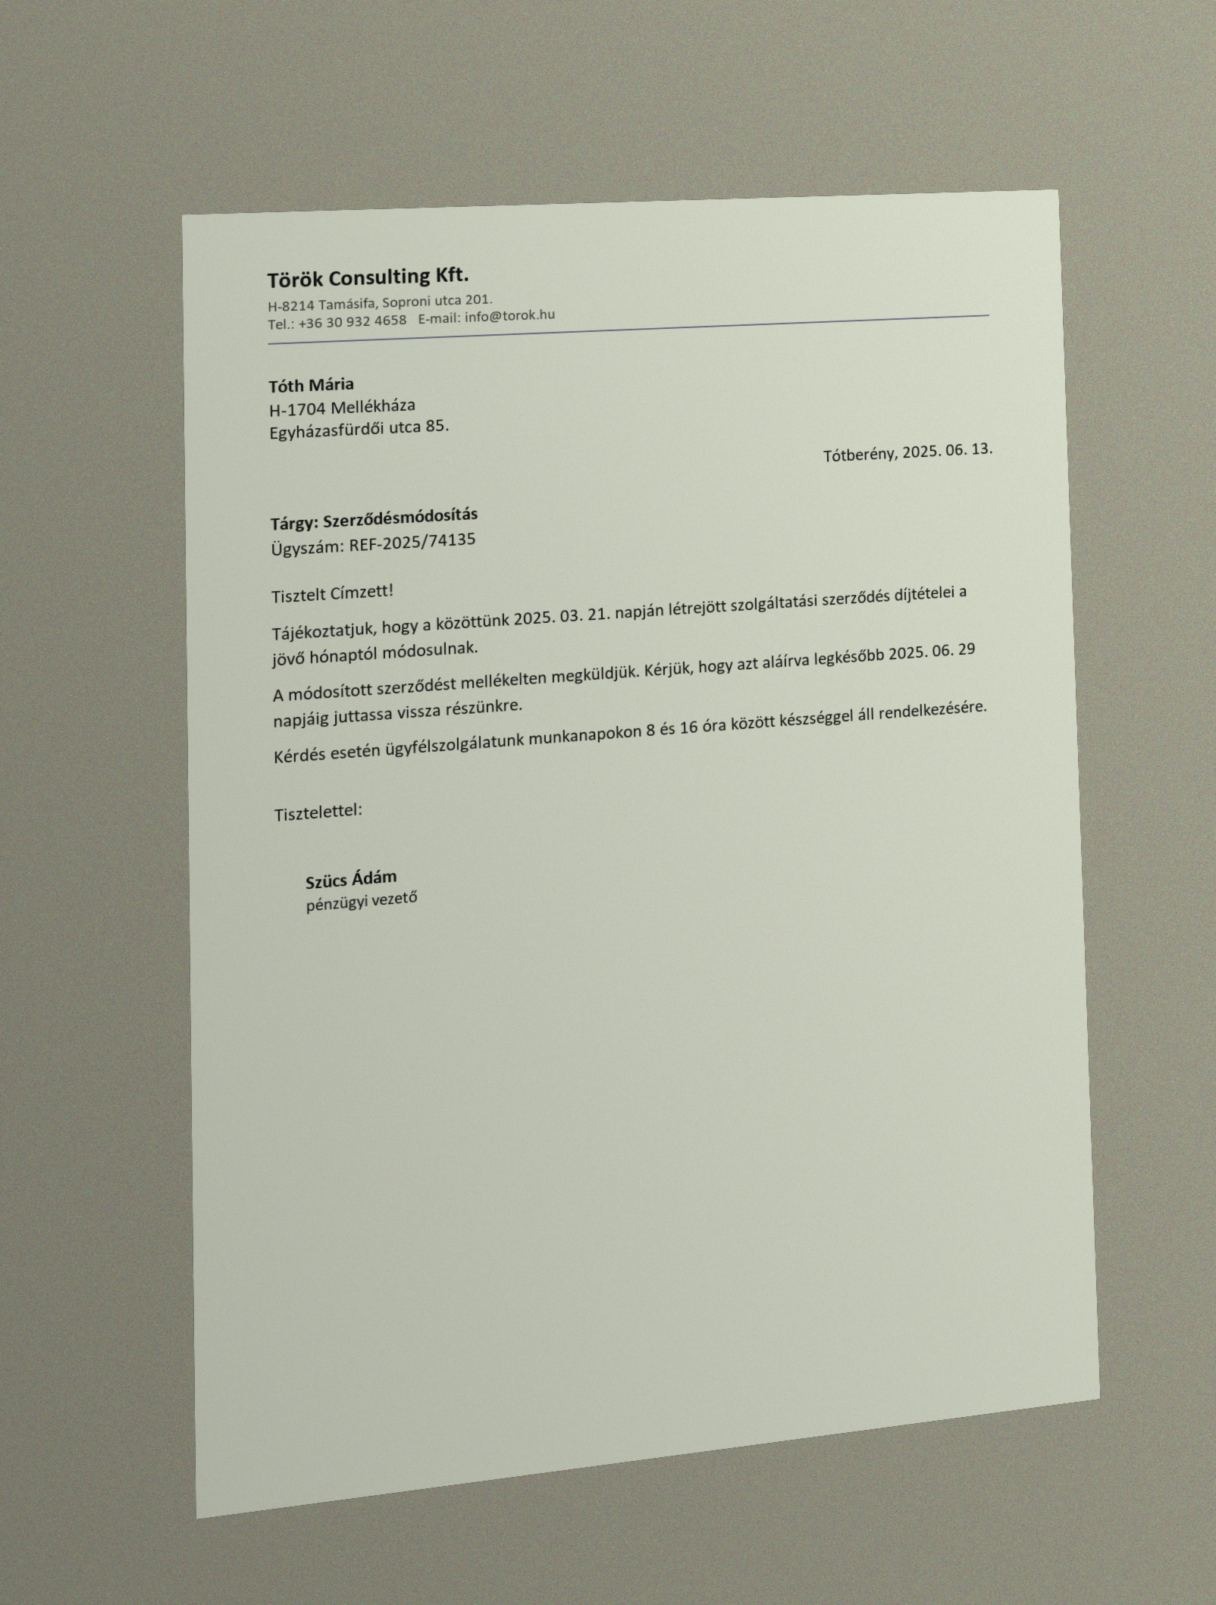 Török Consulting Kft.
H-8214 Tamásifa, Soproni utca 201.
Tel.: +36 30 932 4658   E-mail: info@torok.hu
Tóth Mária
H-1704 Mellékháza
Egyházasfürdői utca 85.
Tótberény, 2025. 06. 13.
Tárgy: Szerződésmódosítás
Ügyszám: REF-2025/74135
Tisztelt Címzett!
Tájékoztatjuk, hogy a közöttünk 2025. 03. 21. napján létrejött szolgáltatási szerződés díjtételei a
jövő hónaptól módosulnak.
A módosított szerződést mellékelten megküldjük. Kérjük, hogy azt aláírva legkésőbb 2025. 06. 29
napjáig juttassa vissza részünkre.
Kérdés esetén ügyfélszolgálatunk munkanapokon 8 és 16 óra között készséggel áll rendelkezésére.
Tisztelettel:
Szücs Ádám
pénzügyi vezető